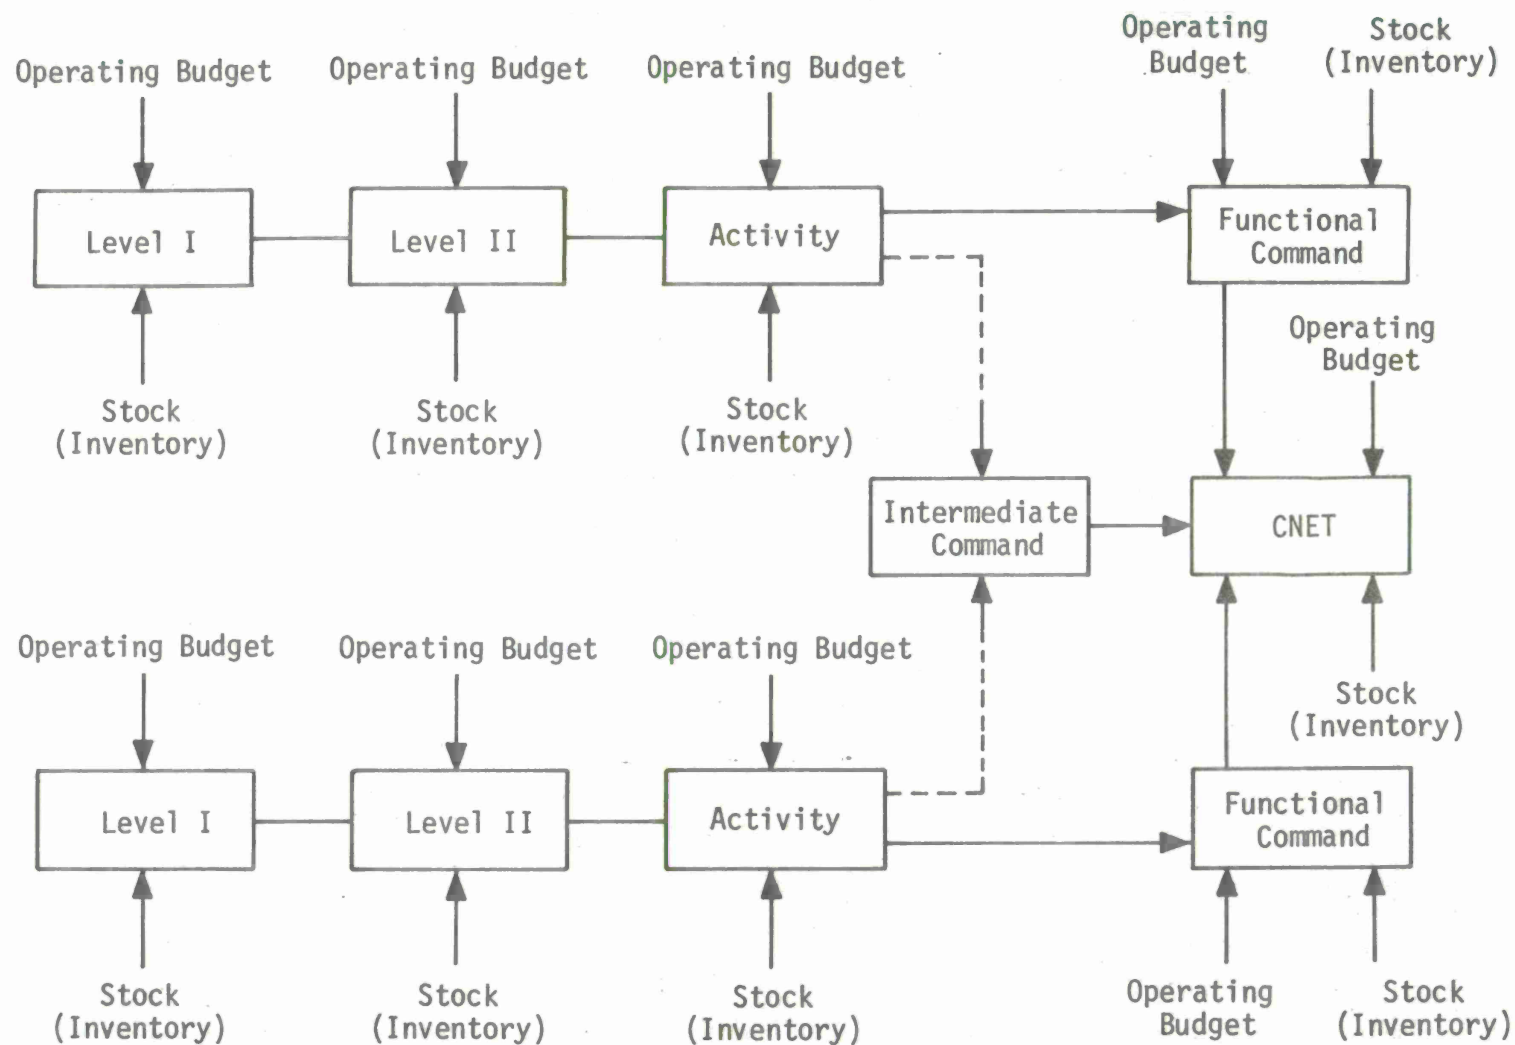 Operating Budget
Operating Budget
Operating Budget
Operating
Budget
Stock
(Inventory)
Level I
Level II
Activity
Functional
Command
Stock
(Inventory)
Stock
(Inventory)
Stock
(Inventory)
Operating
Budget
Intermediate
Command
CNET
Operating Budget
Operating Budget
Operating Budget
Stock
(Inventory)
Level I
Level II
Activity
Functional
Command
Stock
(Inventory)
Stock
(Inventory)
Stock
(Inventory)
Operating
Budget
Stock
(Inventory)